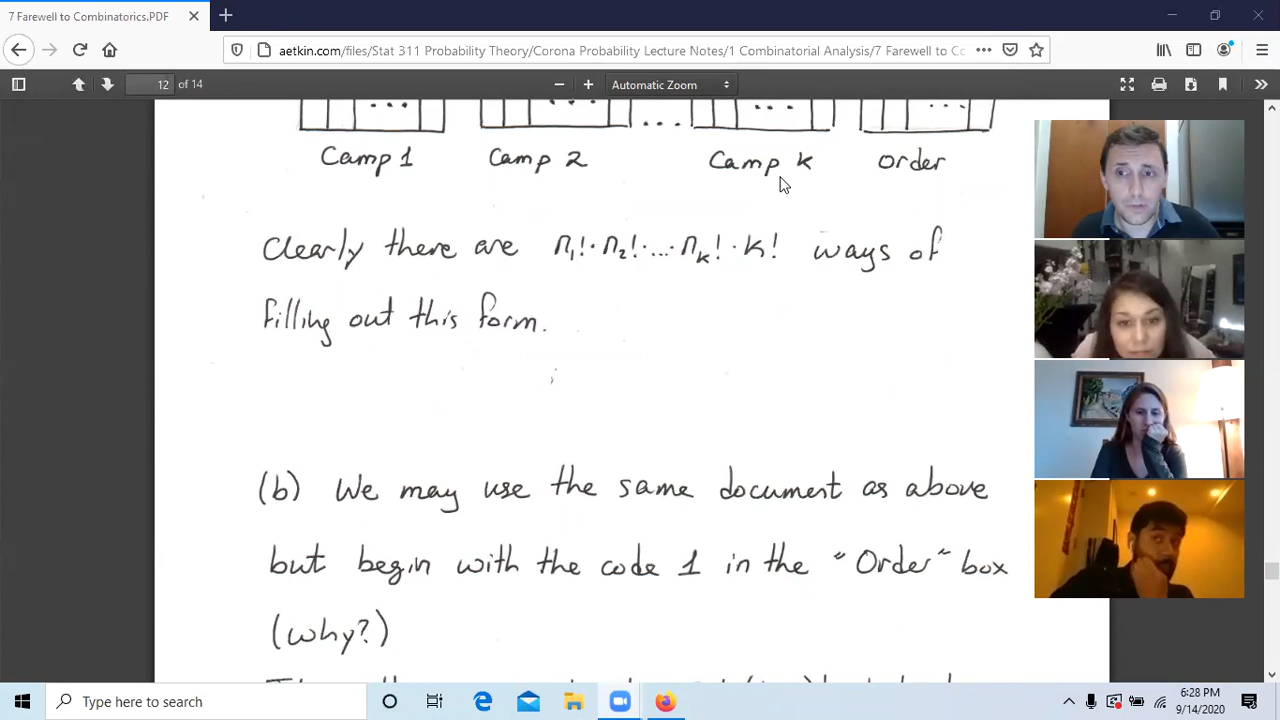 7 Farewell to Combinatorics.PDF
aetkin.com/files/Stat 311 Probability Theory/Corona Probability Lecture Notes/1 Combinatorial Analysis/7 Farewell to Co
12 of 14
Automatic Zoom
Camp 1 Camp 2 ... Camp k Order
Clearly there are n₁!·n₂!·...·nₖ!·k! ways of
filling out this form.
(b) We may use the same document as above
but begin with the code 1 in the "Order" box
(why?)
Type here to search
6:28 PM
9/14/2020